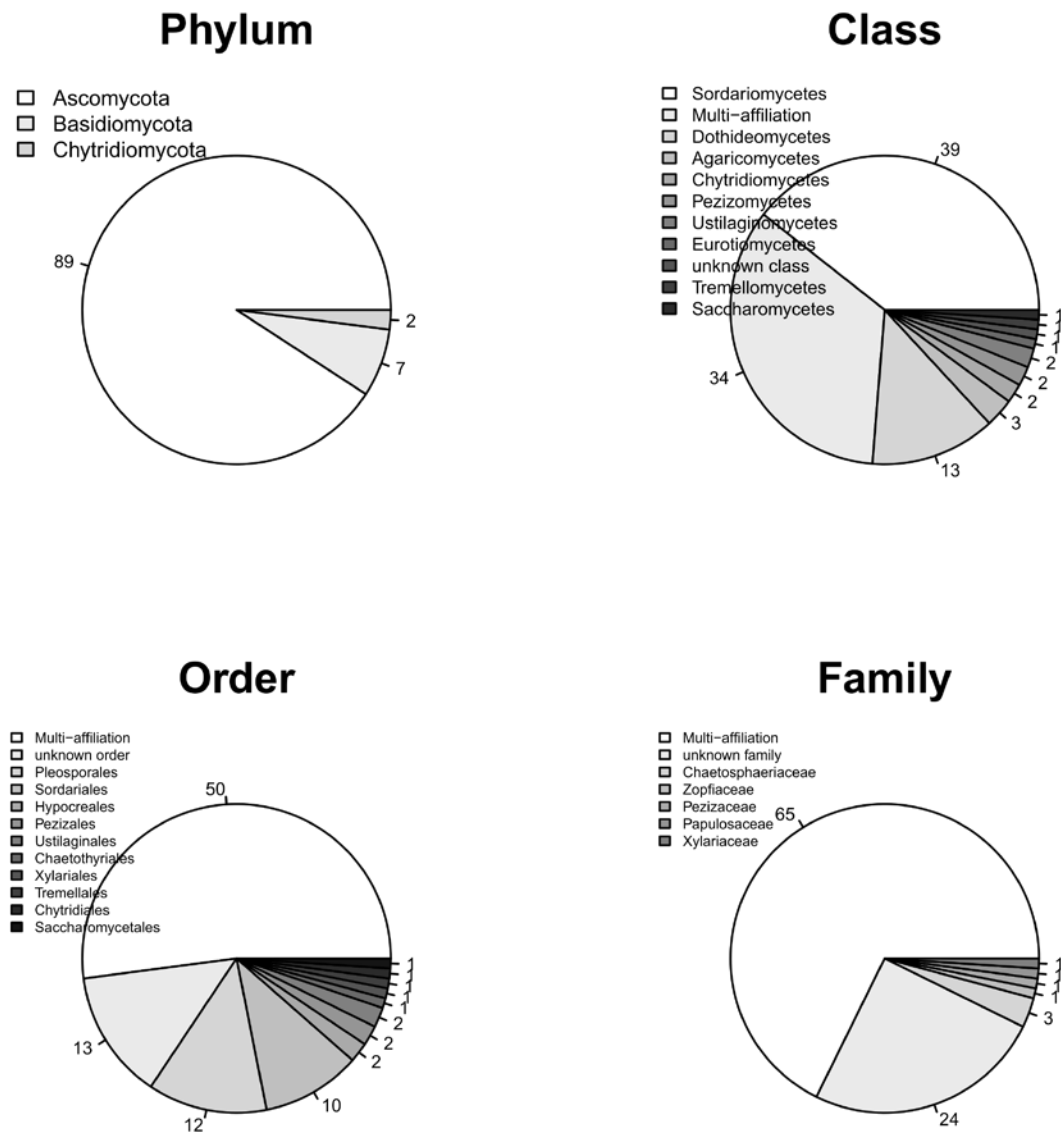 Phylum
Ascomycota
Basidiomycota
Chytridiomycota
89
2
7
Class
Sordariomycetes
Multi−affiliation
Dothideomycetes
Agaricomycetes
Chytridiomycetes
Pezizomycetes
Ustilaginomycetes
Eurotiomycetes
unknown class
Tremellomycetes
Saccharomycetes
39
34
13
3
2
2
2
1
1
1
1
Order
Multi−affiliation
unknown order
Pleosporales
Sordariales
Hypocreales
Pezizales
Ustilaginales
Chaetothyriales
Xylariales
Tremellales
Chytridiales
Saccharomycetales
50
13
12
10
2
2
2
1
1
1
1
1
Family
Multi−affiliation
unknown family
Chaetosphaeriaceae
Zopfiaceae
Pezizaceae
Papulosaceae
Xylariaceae
65
24
3
1
1
1
1